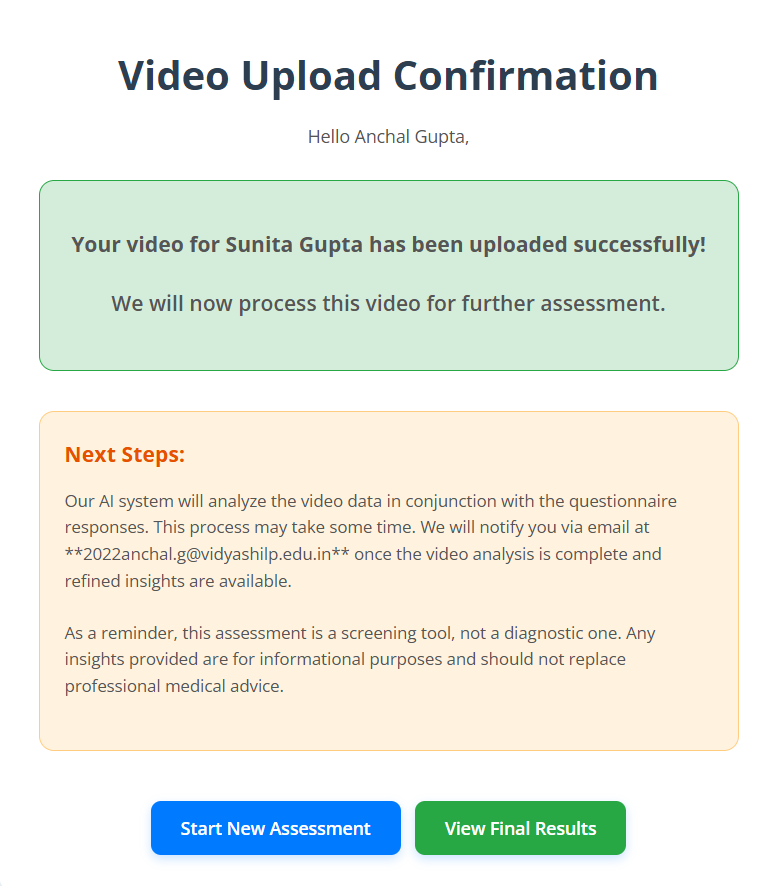 Video Upload Confirmation
Hello Anchal Gupta,
Your video for Sunita Gupta has been uploaded successfully!
We will now process this video for further assessment.
Next Steps:
Our AI system will analyze the video data in conjunction with the questionnaire
responses. This process may take some time. We will notify you via email at
**2022anchal.g@vidyashilp.edu.in** once the video analysis is complete and
refined insights are available.
As a reminder, this assessment is a screening tool, not a diagnostic one. Any
insights provided are for informational purposes and should not replace
professional medical advice.
Start New Assessment
View Final Results